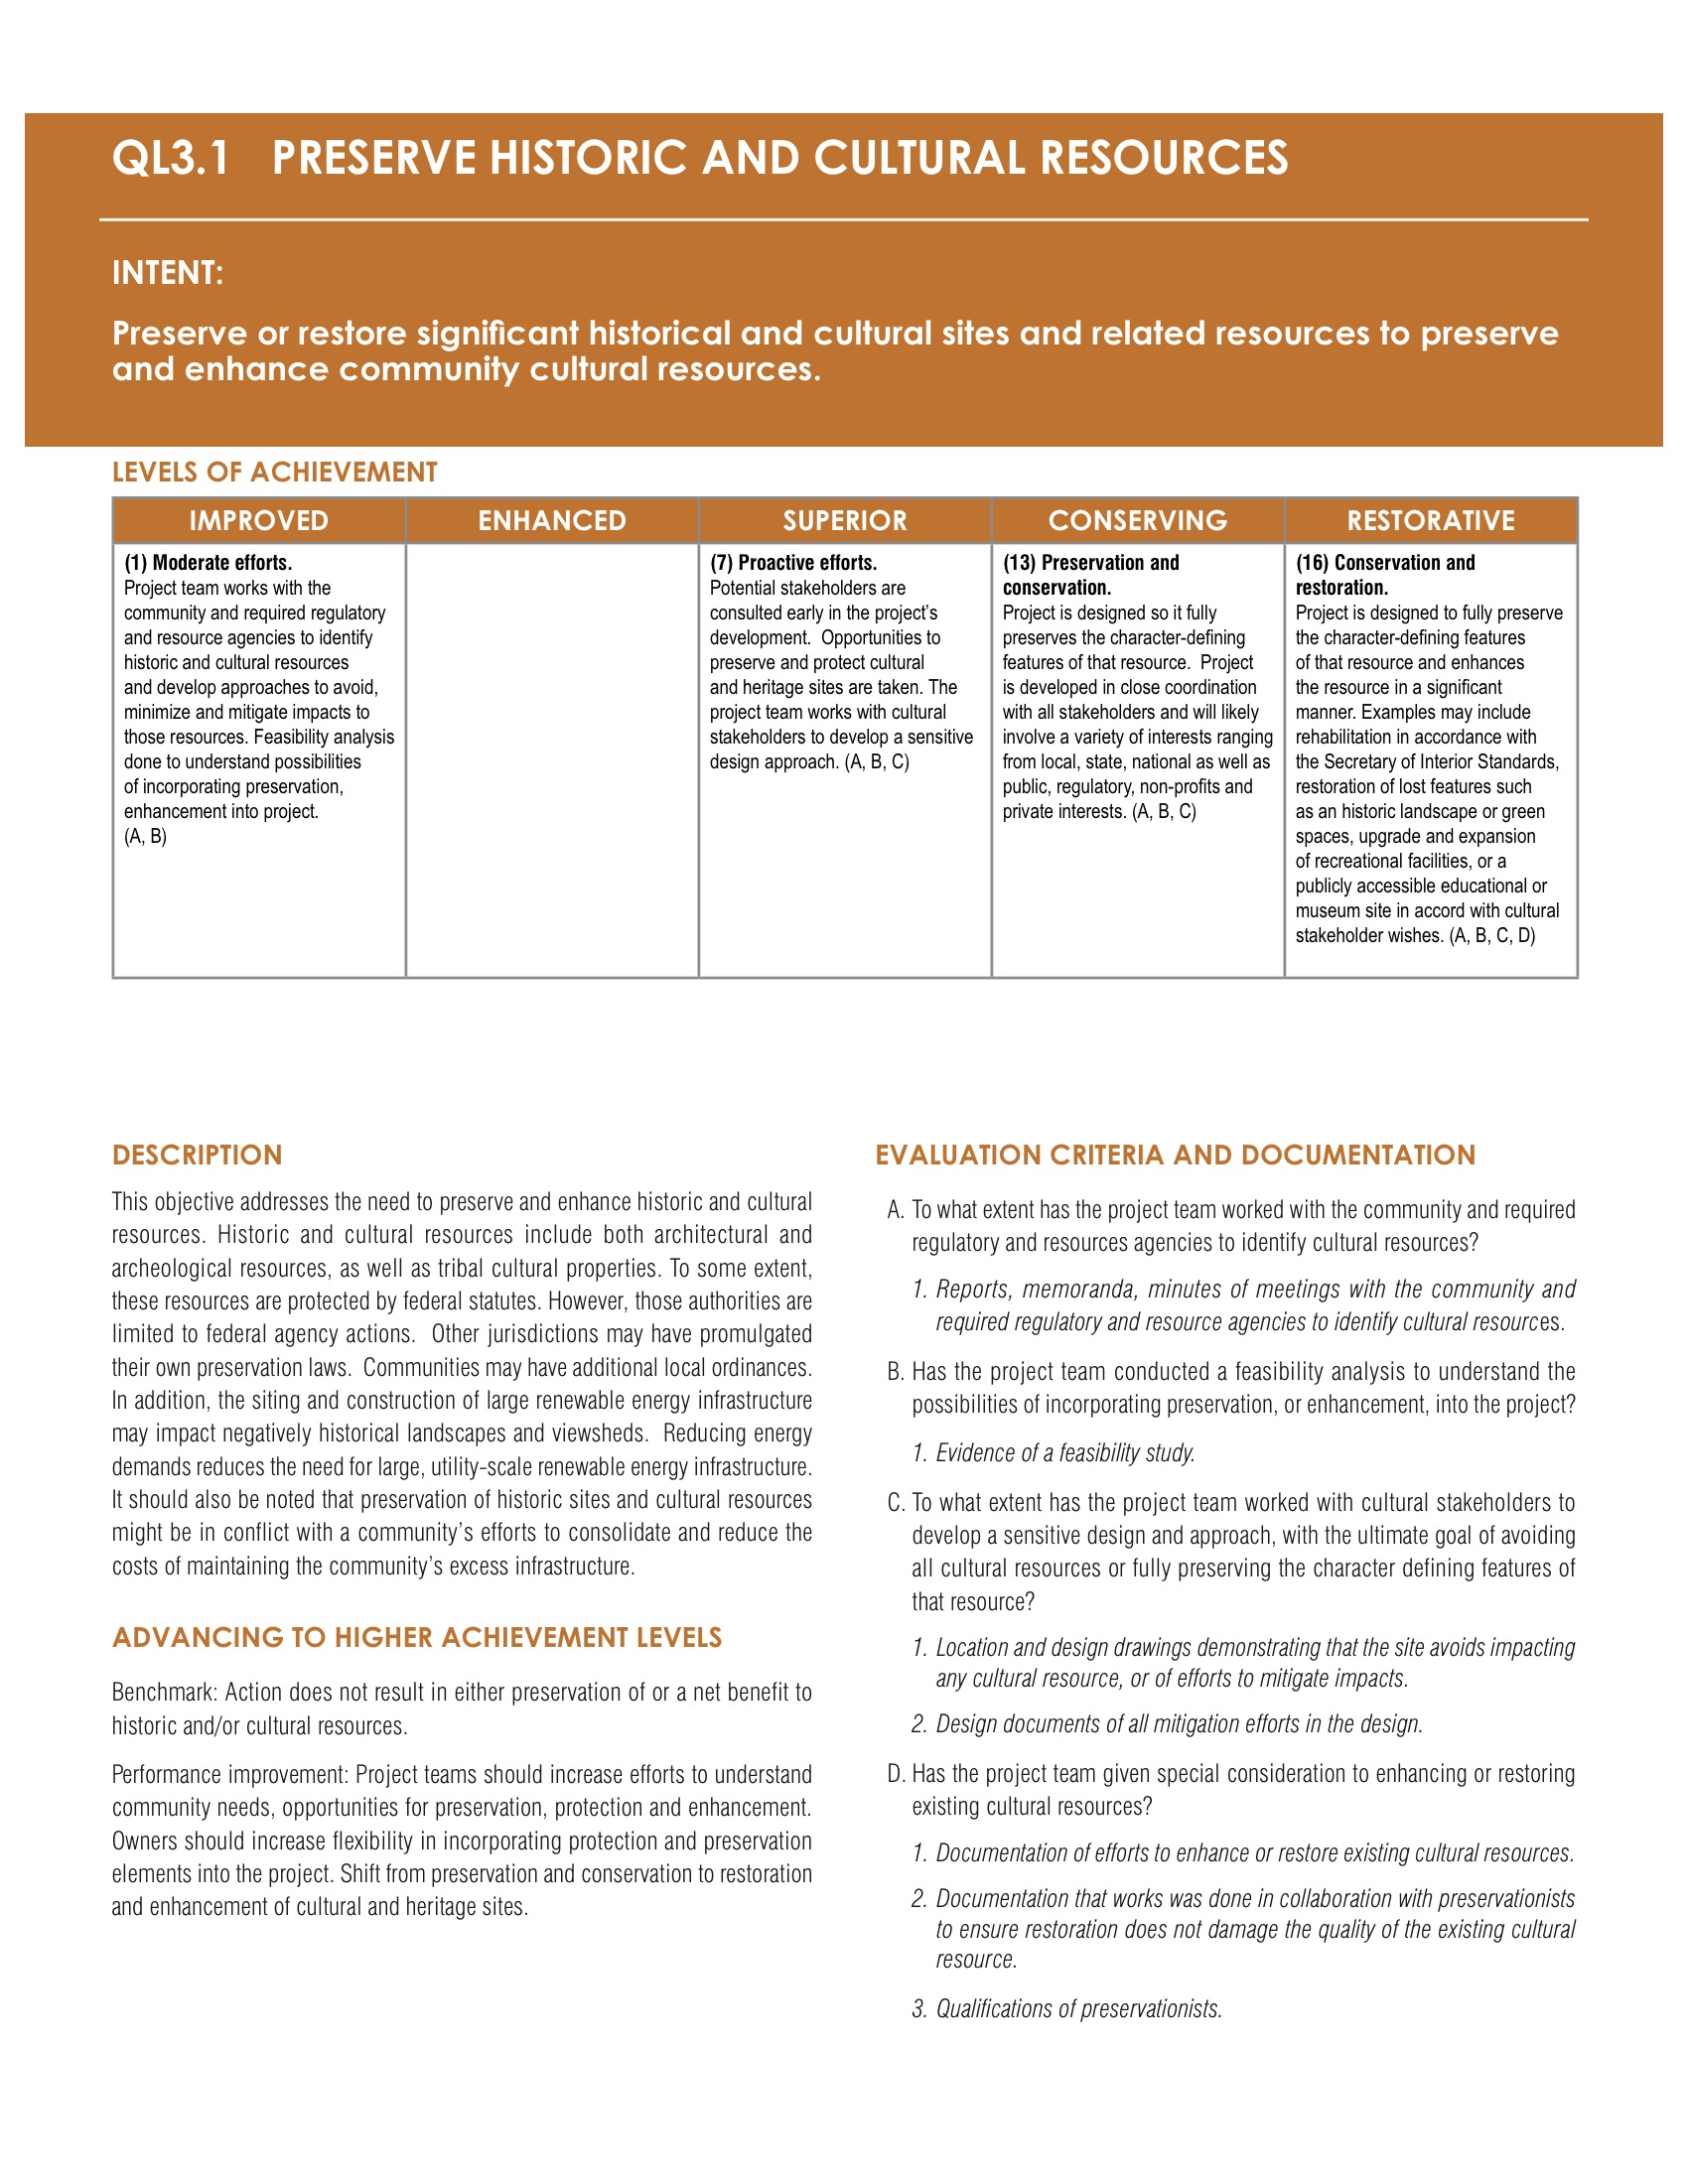 QL3.1 PRESERVE HISTORIC AND CULTURAL RESOURCES
INTENT:
Preserve or restore significant historical and cultural sites and related resources to preserve
and enhance community cultural resources.
LEVELS OF ACHIEVEMENT
IMPROVED
ENHANCED
SUPERIOR
CONSERVING
RESTORATIVE
(1) Moderate efforts.
Project team works with the
community and required regulatory
and resource agencies to identify
historic and cultural resources
and develop approaches to avoid,
minimize and mitigate impacts to
those resources. Feasibility analysis
done to understand possibilities
of incorporating preservation,
enhancement into project.
(A, B)
(7) Proactive efforts.
Potential stakeholders are
consulted early in the project's
development.  Opportunities to
preserve and protect cultural
and heritage sites are taken. The
project team works with cultural
stakeholders to develop a sensitive
design approach. (A, B, C)
(13) Preservation and
conservation.
Project is designed so it fully
preserves the character-defining
features of that resource.  Project
is developed in close coordination
with all stakeholders and will likely
involve a variety of interests ranging
from local, state, national as well as
public, regulatory, non-profits and
private interests. (A, B, C)
(16) Conservation and
restoration.
Project is designed to fully preserve
the character-defining features
of that resource and enhances
the resource in a significant
manner. Examples may include
rehabilitation in accordance with
the Secretary of Interior Standards,
restoration of lost features such
as an historic landscape or green
spaces, upgrade and expansion
of recreational facilities, or a
publicly accessible educational or
museum site in accord with cultural
stakeholder wishes. (A, B, C, D)
DESCRIPTION
This objective addresses the need to preserve and enhance historic and cultural
resources. Historic and cultural resources include both architectural and
archeological resources, as well as tribal cultural properties. To some extent,
these resources are protected by federal statutes. However, those authorities are
limited to federal agency actions.  Other jurisdictions may have promulgated
their own preservation laws.  Communities may have additional local ordinances.
In addition, the siting and construction of large renewable energy infrastructure
may impact negatively historical landscapes and viewsheds.  Reducing energy
demands reduces the need for large, utility-scale renewable energy infrastructure.
It should also be noted that preservation of historic sites and cultural resources
might be in conflict with a community's efforts to consolidate and reduce the
costs of maintaining the community's excess infrastructure.
ADVANCING TO HIGHER ACHIEVEMENT LEVELS
Benchmark: Action does not result in either preservation of or a net benefit to
historic and/or cultural resources.
Performance improvement: Project teams should increase efforts to understand
community needs, opportunities for preservation, protection and enhancement.
Owners should increase flexibility in incorporating protection and preservation
elements into the project. Shift from preservation and conservation to restoration
and enhancement of cultural and heritage sites.
EVALUATION CRITERIA AND DOCUMENTATION
A. To what extent has the project team worked with the community and required
regulatory and resources agencies to identify cultural resources?
1. Reports, memoranda, minutes of meetings with the community and
required regulatory and resource agencies to identify cultural resources.
B. Has the project team conducted a feasibility analysis to understand the
possibilities of incorporating preservation, or enhancement, into the project?
1. Evidence of a feasibility study.
C. To what extent has the project team worked with cultural stakeholders to
develop a sensitive design and approach, with the ultimate goal of avoiding
all cultural resources or fully preserving the character defining features of
that resource?
1. Location and design drawings demonstrating that the site avoids impacting
any cultural resource, or of efforts to mitigate impacts.
2. Design documents of all mitigation efforts in the design.
D. Has the project team given special consideration to enhancing or restoring
existing cultural resources?
1. Documentation of efforts to enhance or restore existing cultural resources.
2. Documentation that works was done in collaboration with preservationists
to ensure restoration does not damage the quality of the existing cultural
resource.
3. Qualifications of preservationists.